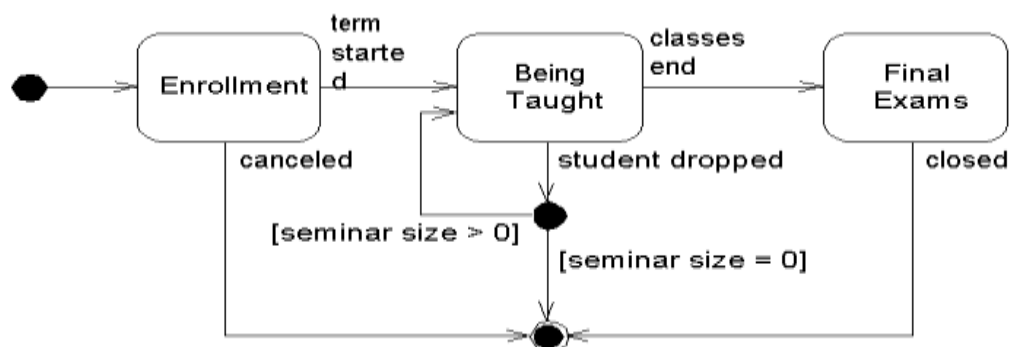 term
starte
d
Enrollment
Being
Taught
classes
end
Final
Exams
canceled
student dropped
closed
[seminar size > 0]
[seminar size = 0]